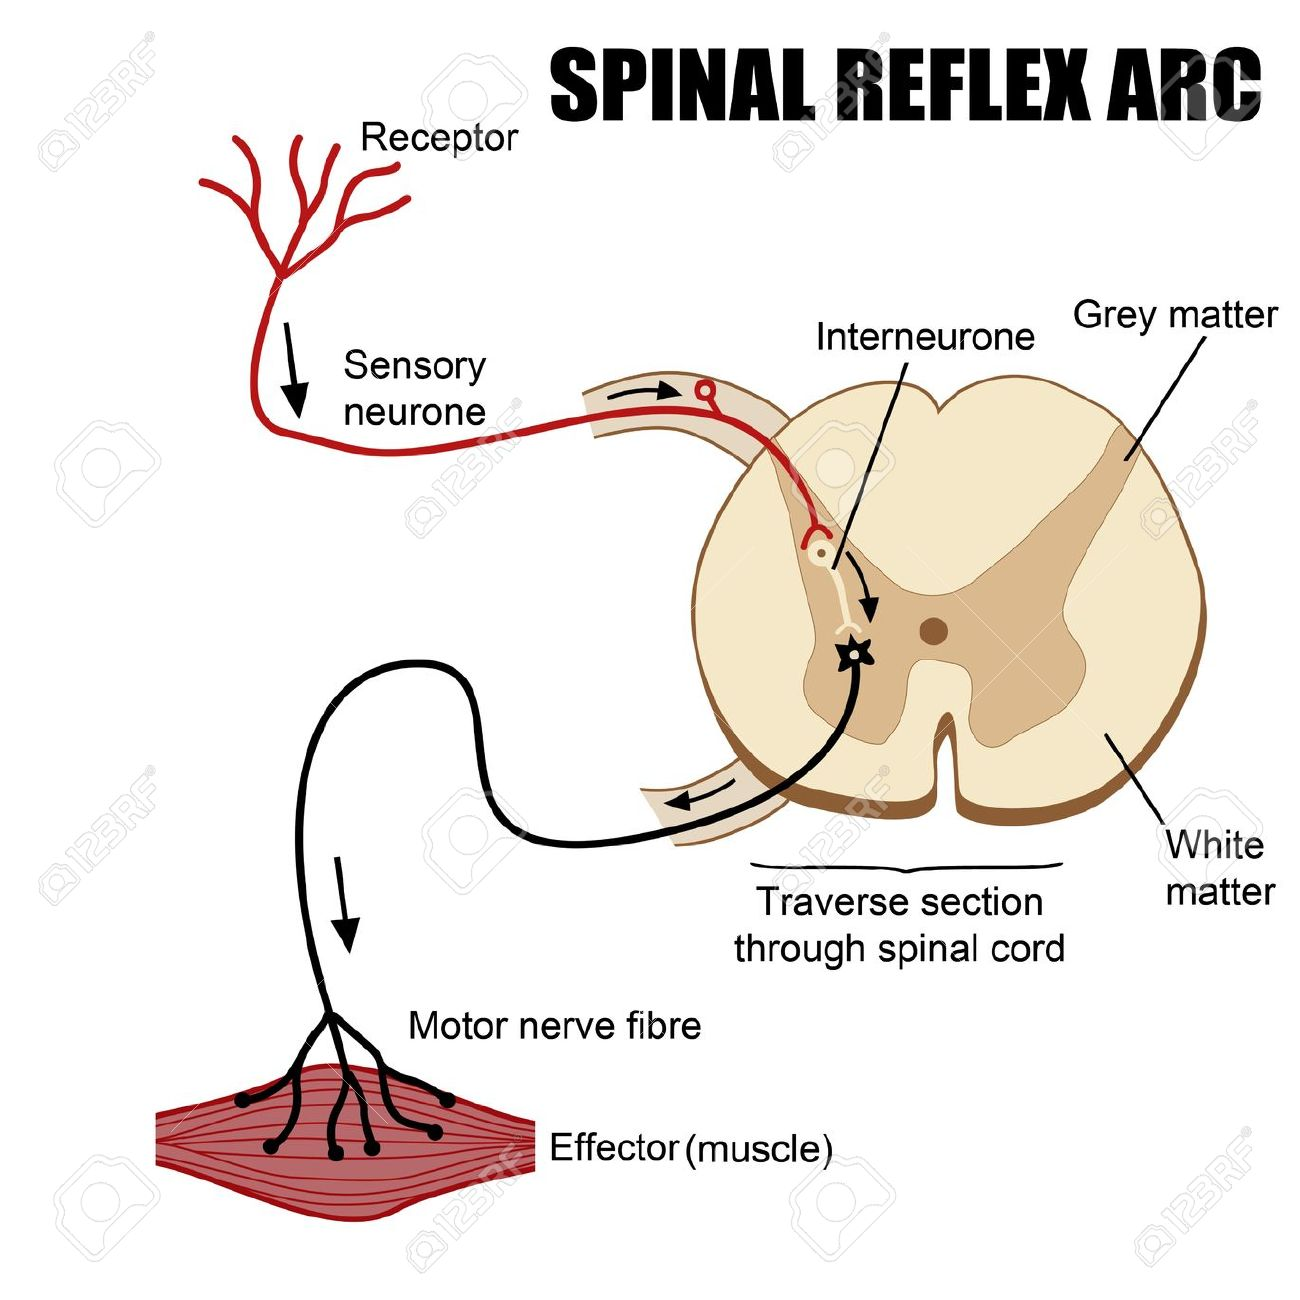 SPINAL REFLEX ARC
Receptor
Sensory
neurone
Interneurone
Grey matter
White
matter
Traverse section
through spinal cord
Motor nerve fibre
Effector (muscle)
123RF